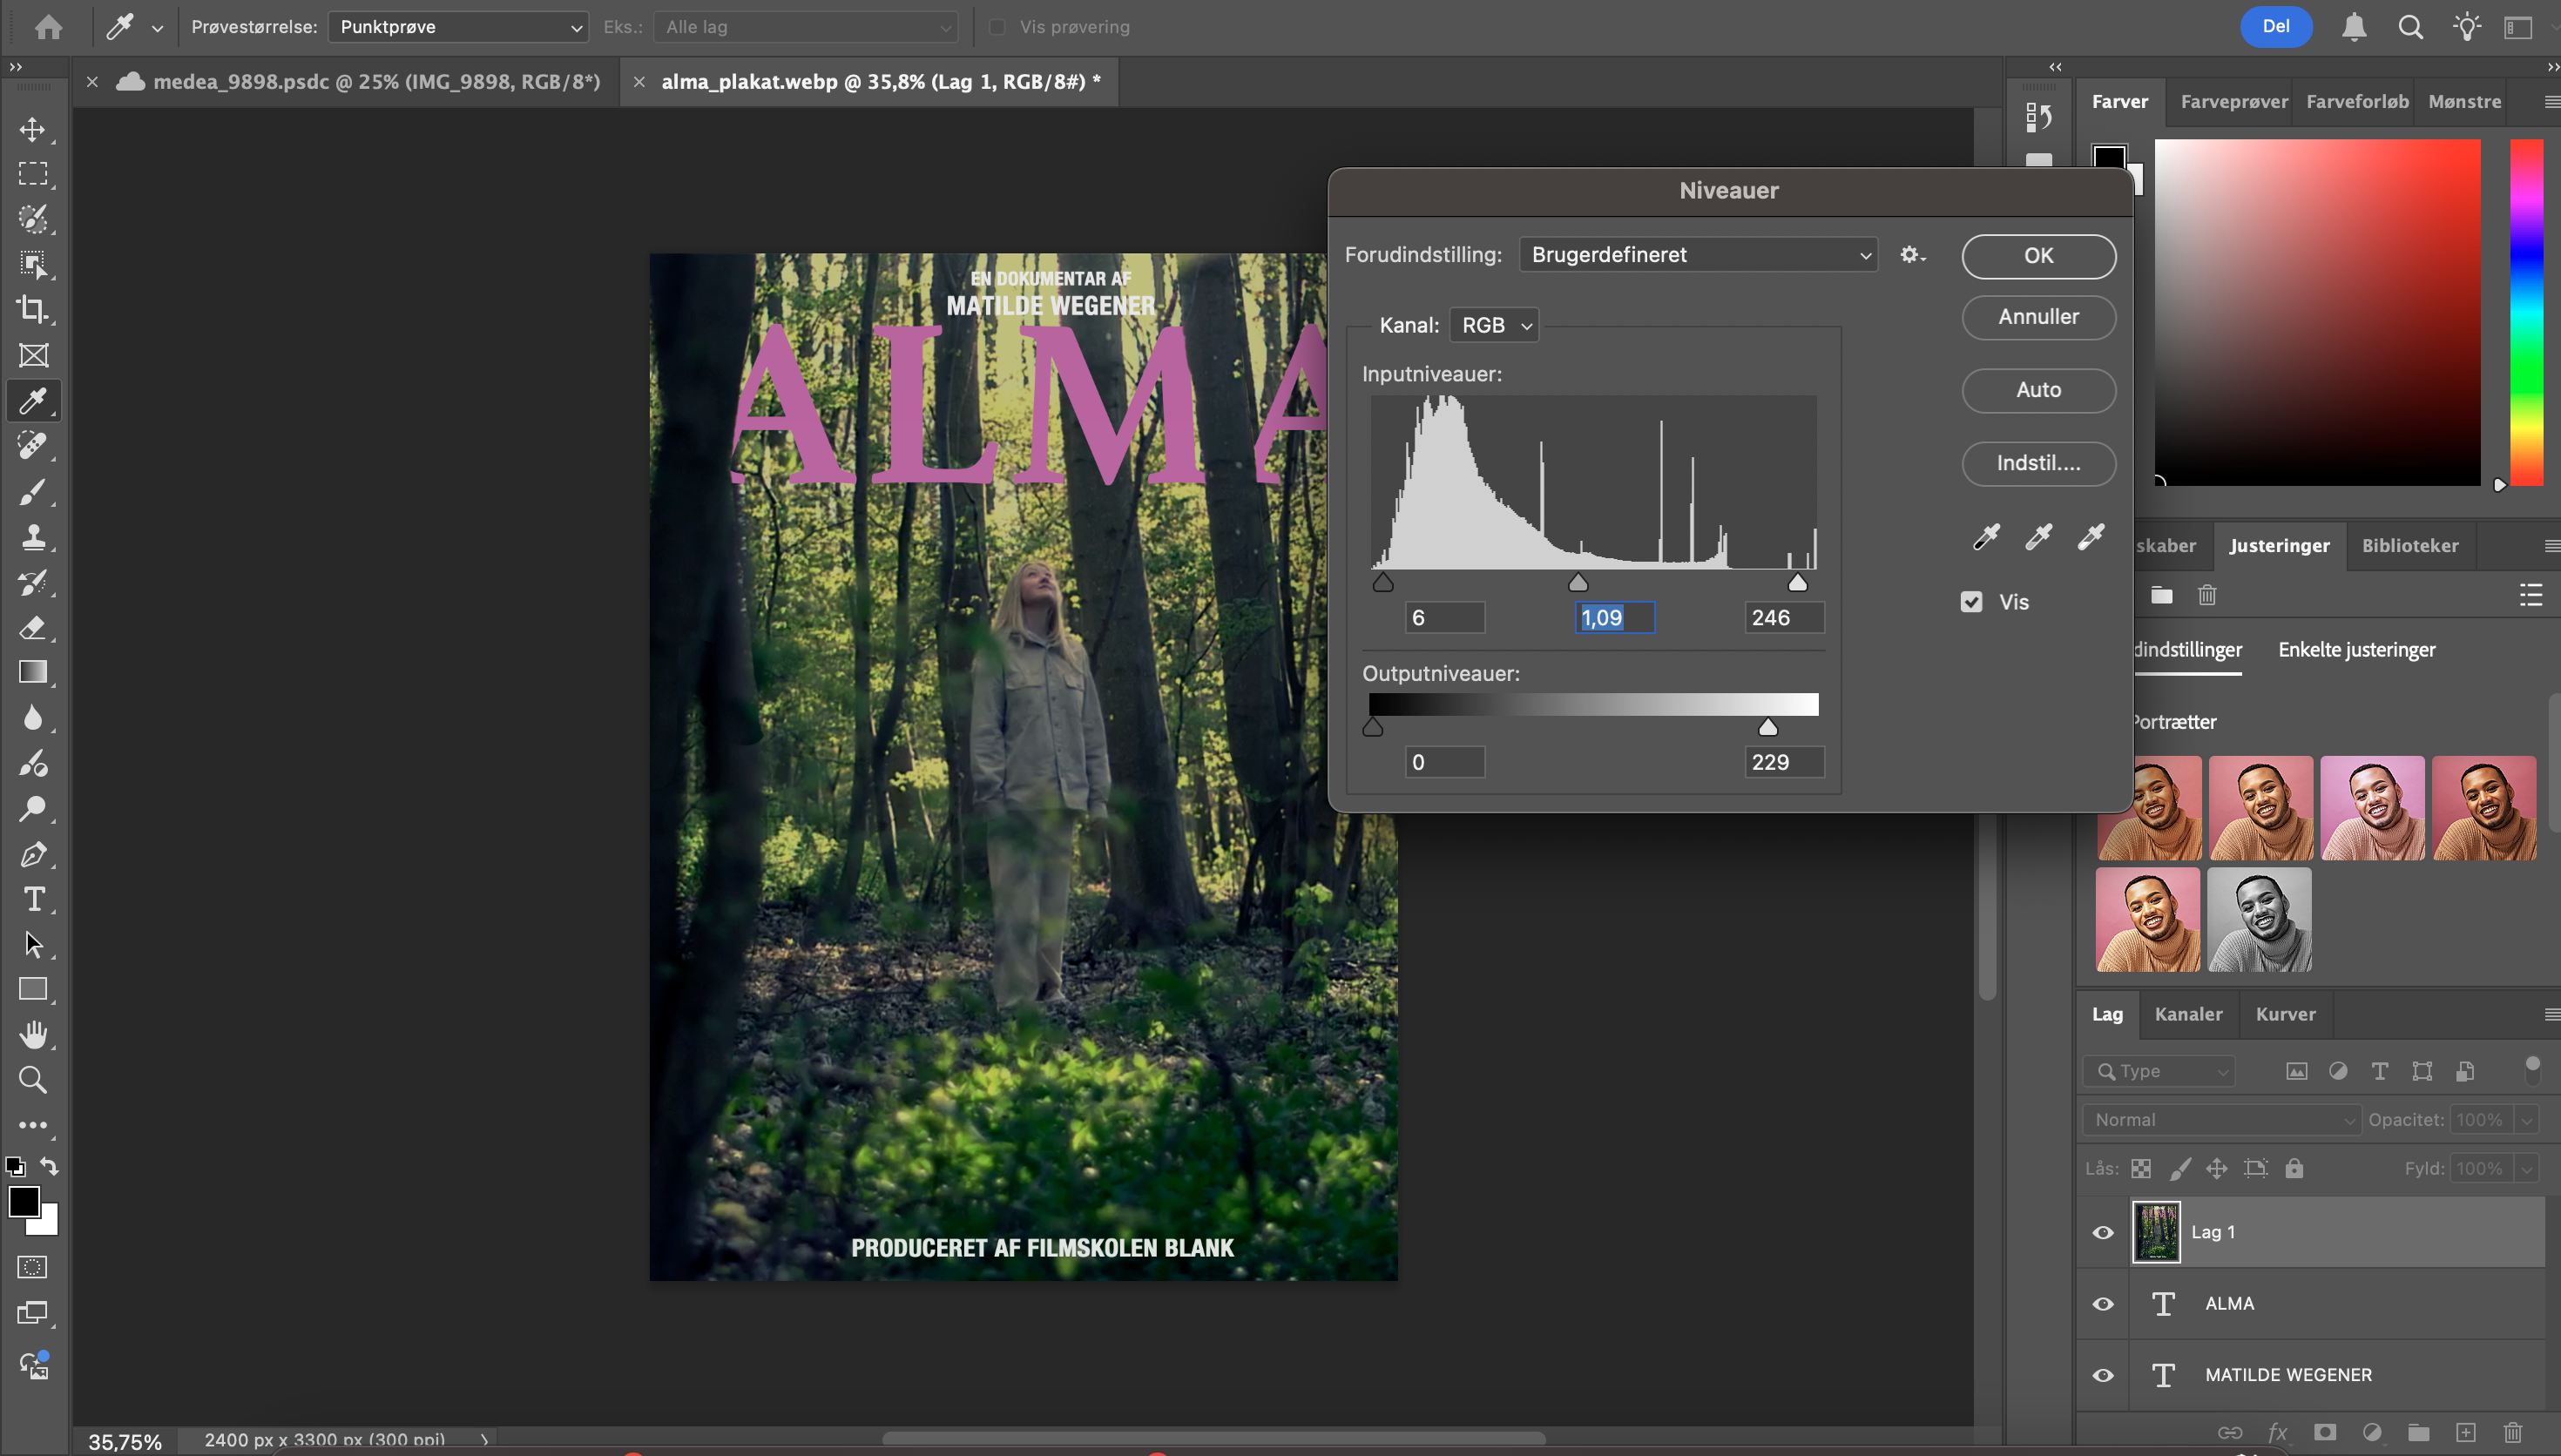 Prøvestørrelse: Punktprøve Eks.: Alle lag Vis prøvering Del
medea_9898.psdc @ 25% (IMG_9898, RGB/8*)
alma_plakat.webp @ 35,8% (Lag 1, RGB/8#) *
Farver Farveprøver Farveforløb Mønstre
EN DOKUMENTAR AF
MATILDE WEGENER
ALMA
PRODUCERET AF FILMSKOLEN BLANK
Niveauer
Forudindstilling: Brugerdefineret
OK
Kanal: RGB
Annuller
Inputniveauer:
Auto
Indstil....
Vis
6 1,09 246
Outputniveauer:
0 229
skaber Justeringer Biblioteker
dindstillinger Enkelte justeringer
Portrætter
Lag Kanaler Kurver
Type
Normal Opacitet: 100%
Lås: Fyld: 100%
Lag 1
T ALMA
T MATILDE WEGENER
fx
35,75% 2400 px x 3300 px (300 ppi)